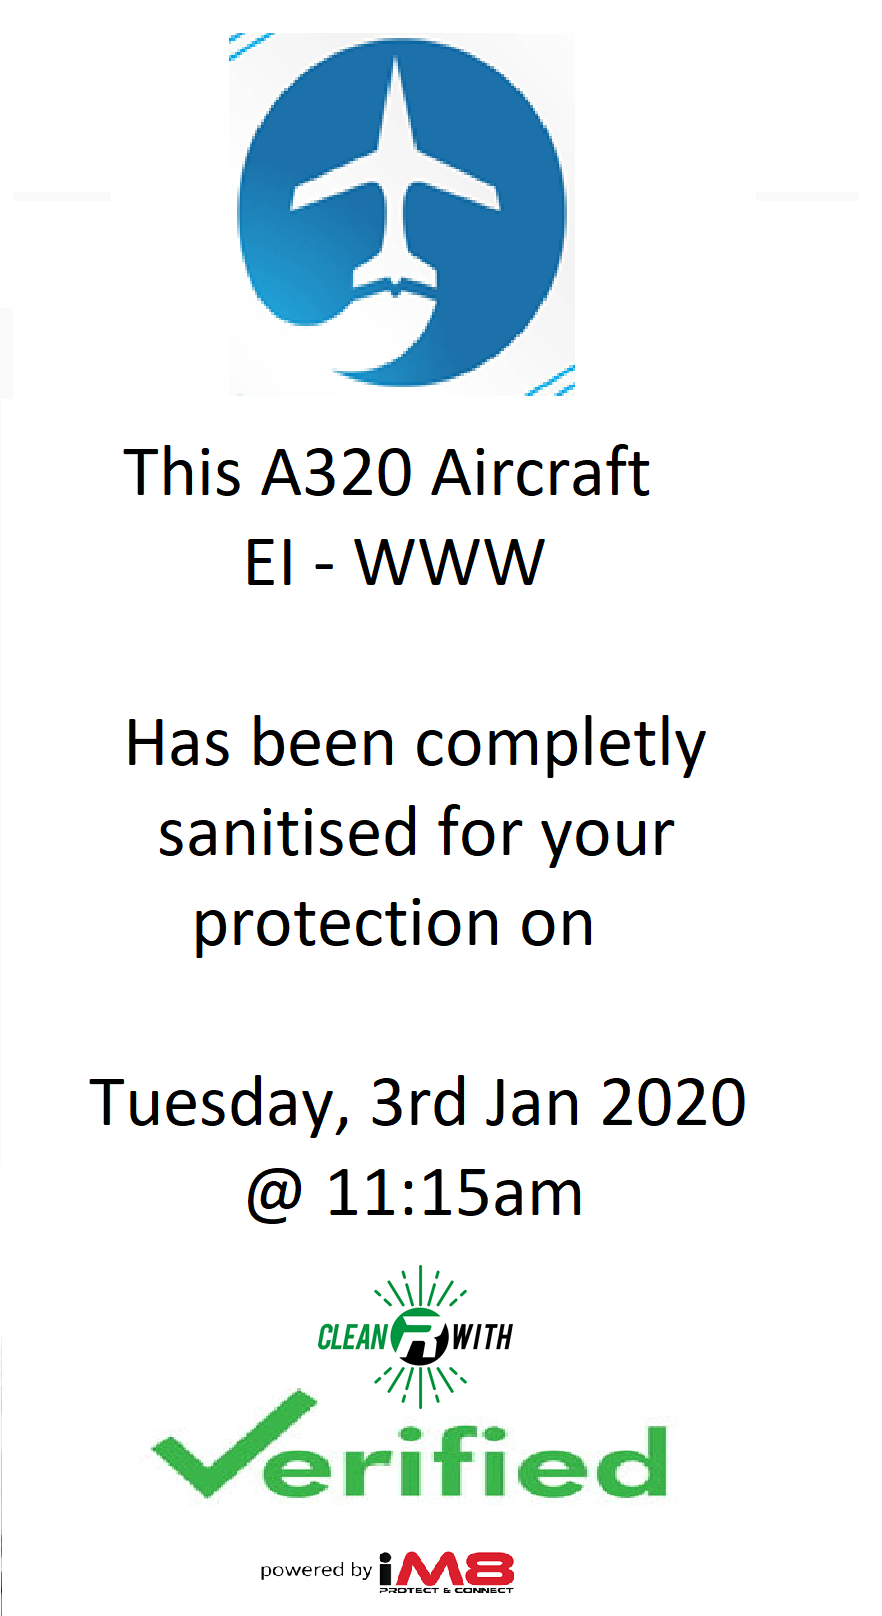 This A320 Aircraft
EI - WWW
Has been completly
sanitised for your
protection on
Tuesday, 3rd Jan 2020
@ 11:15am
CLEAN R WITH
Verified
powered by iM8
PROTECT & CONNECT